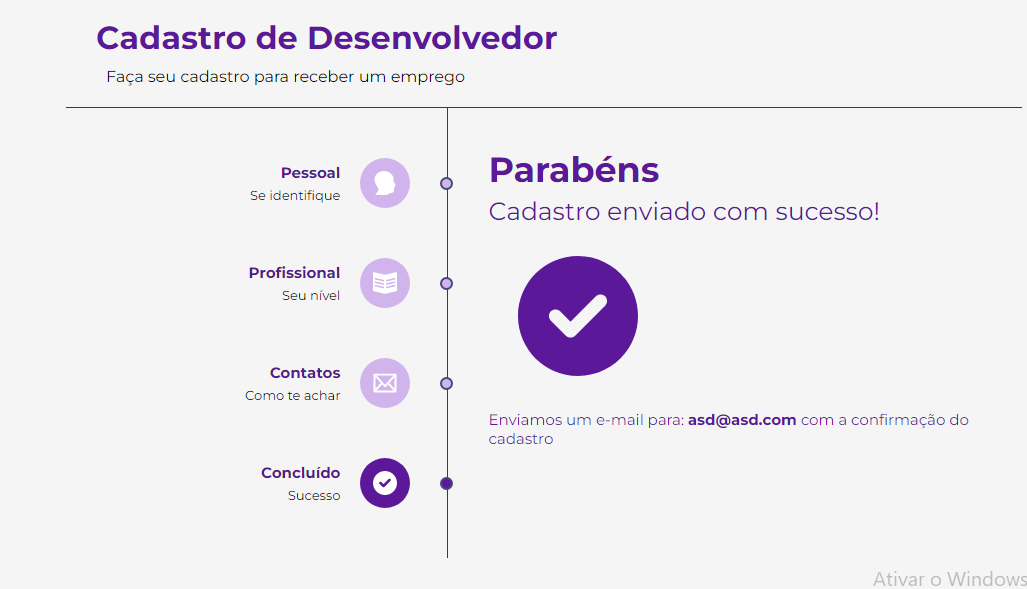 Cadastro de Desenvolvedor
Faça seu cadastro para receber um emprego
Pessoal
Se identifique
Profissional
Seu nível
Contatos
Como te achar
Concluído
Sucesso
Parabéns
Cadastro enviado com sucesso!
Enviamos um e-mail para: asd@asd.com com a confirmação do
cadastro
Ativar o Windows